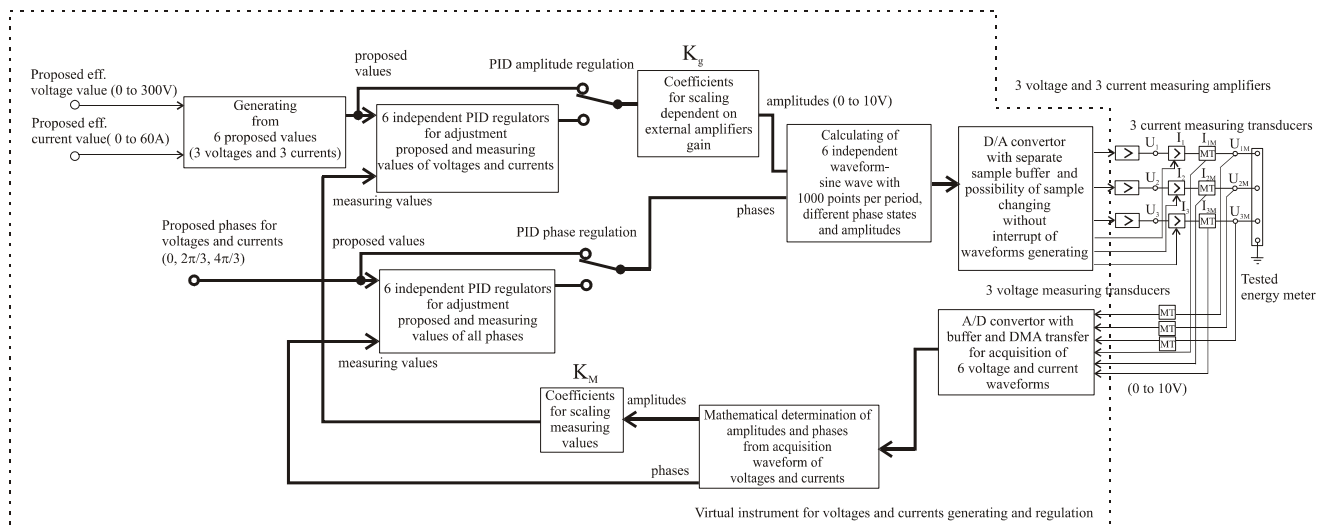 Proposed eff.
voltage value (0 to 300V)
Proposed eff.
current value( 0 to 60A)
Generating
from
6 proposed values
(3 voltages and 3 currents)
proposed
values
PID amplitude regulation
6 independent PID regulators
for adjustment
proposed and measuring
values of voltages and currents
measuring values
Kg
Coefficients
for scaling
dependent on
external amplifiers
gain
amplitudes (0 to 10V)
Calculating of
6 independent
waveform-
sine wave with
1000 points per period,
different phase states
and amplitudes
phases
D/A convertor
with separate
sample buffer and
possibility of sample
changing
without
interrupt of
waveforms generating
3 voltage and 3 current measuring amplifiers
3 current measuring transducers
> U1 > I1 MT I1M U1M
> U2 > I2 MT I2M U2M
> U3 > I3 MT I3M U3M
Tested
energy meter
Proposed phases for
voltages and currents
(0, 2π/3, 4π/3)
proposed values
PID phase regulation
6 independent PID regulators
for adjustment
proposed and measuring
values of all phases
measuring values
3 voltage measuring transducers
MT
MT
MT
A/D convertor with
buffer and DMA transfer
for acquisition of
6 voltage and current
waveforms
(0 to 10V)
KM
Coefficients
for scaling
measuring
values
amplitudes
Mathematical determination of
amplitudes and phases
from acquisition
waveform of
voltages and currents
phases
Virtual instrument for voltages and currents generating and regulation